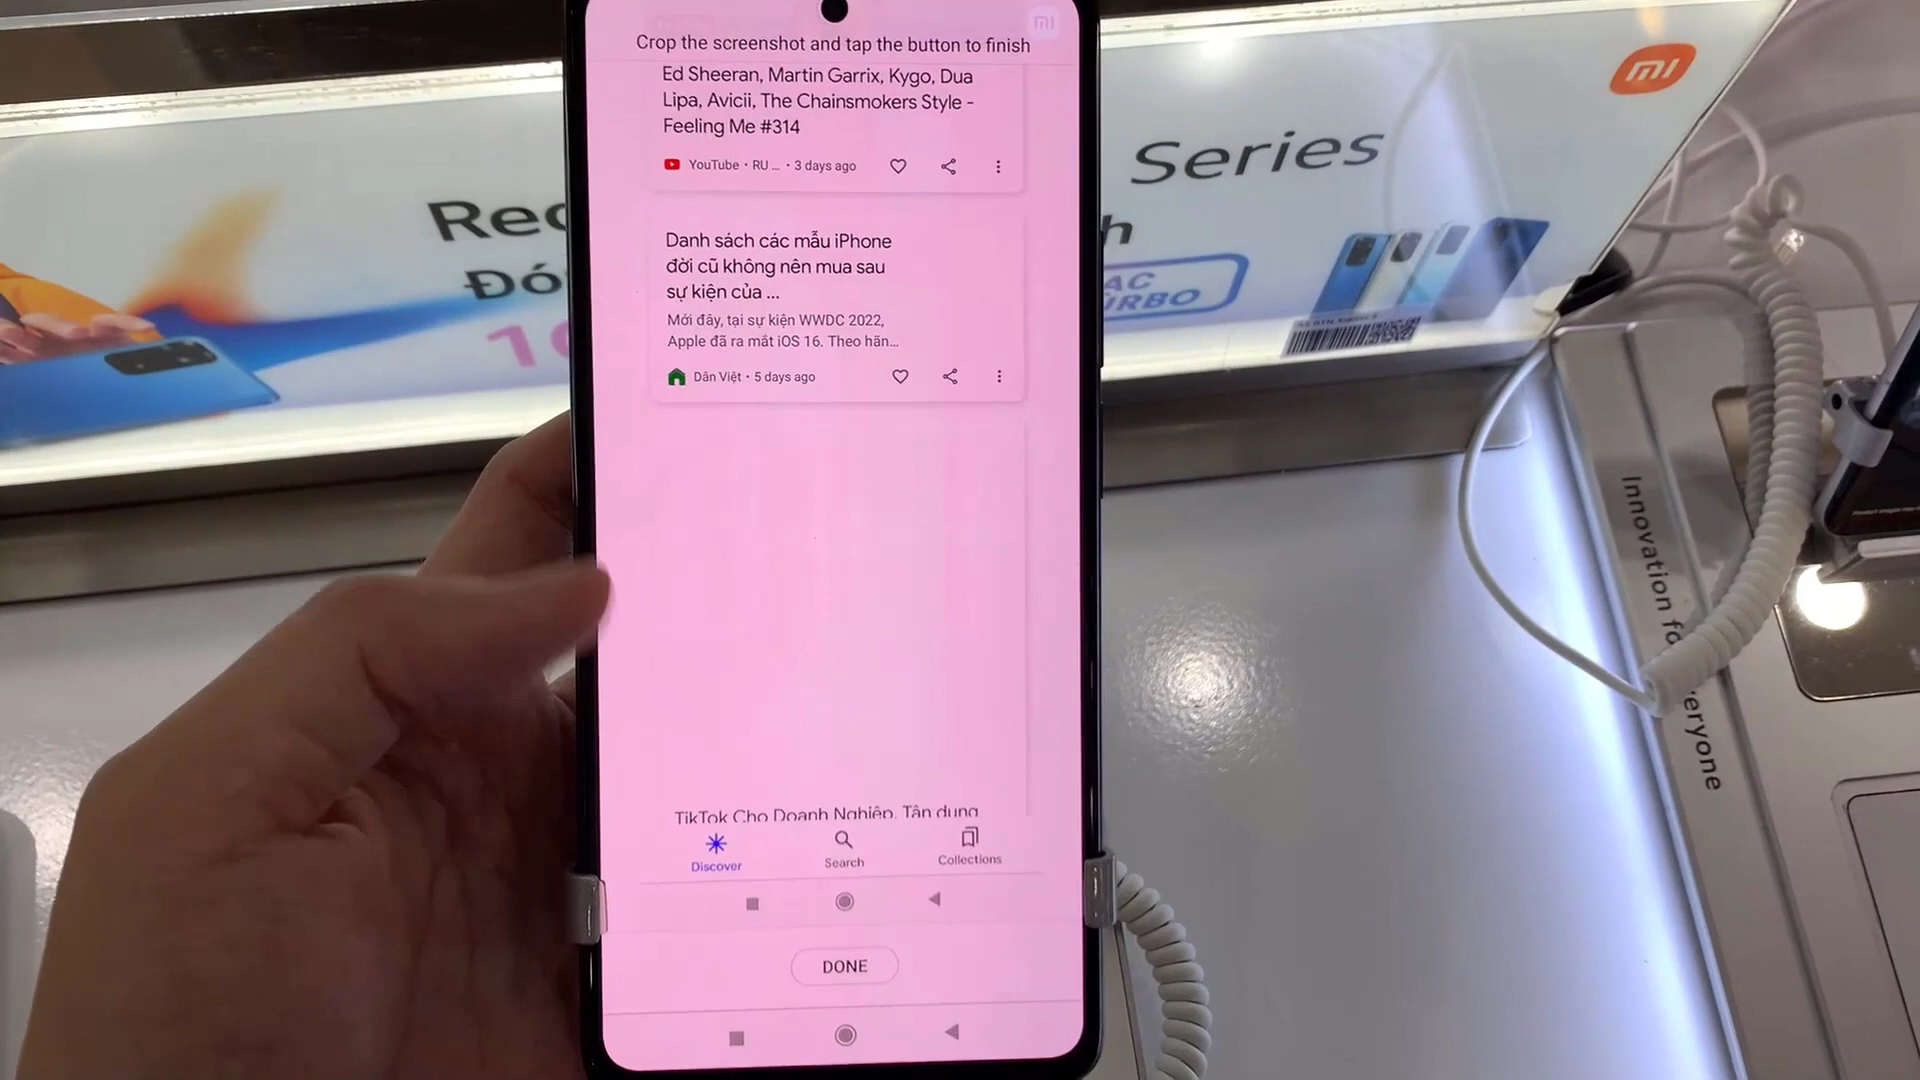 Crop the screenshot and tap the button to finish
Ed Sheeran, Martin Garrix, Kygo, Dua
Lipa, Avicii, The Chainsmokers Style -
Feeling Me #314
YouTube • RU ... • 3 days ago
Danh sách các mẫu iPhone
đời cũ không nên mua sau
sự kiện của ...
Mới đây, tại sự kiện WWDC 2022,
Apple đã ra mắt iOS 16. Theo hãn...
Dân Việt • 5 days ago
TikTok Cho Doanh Nghiệp. Tận dụng
Discover
Search
Collections
DONE
Series
Innovation for everyone